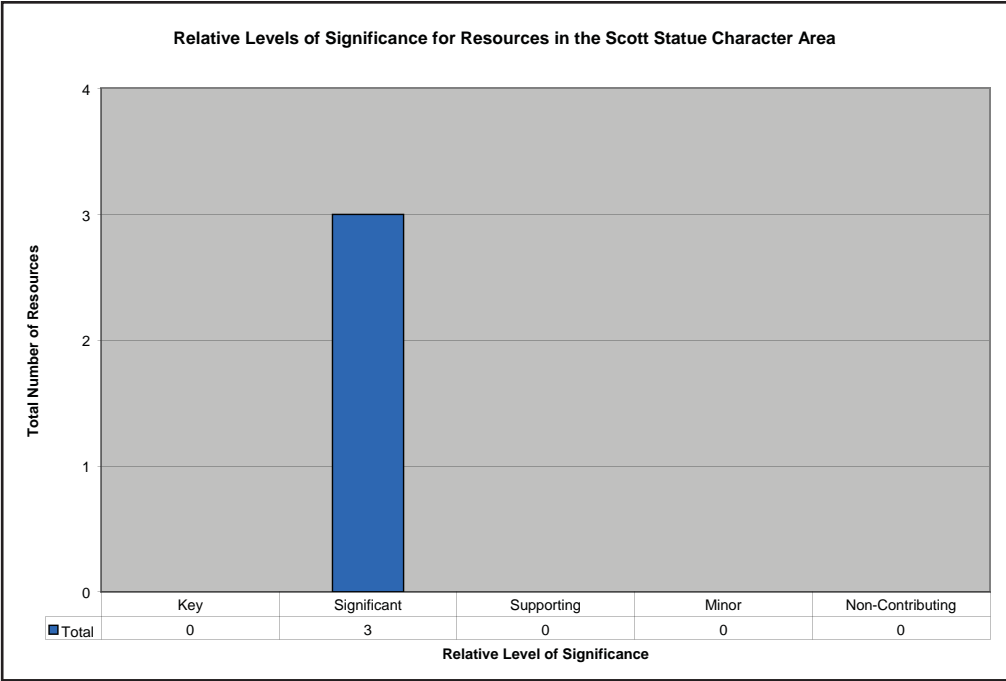 Relative Levels of Significance for Resources in the Scott Statue Character Area
Total Number of Resources
4
3
2
1
0
Key Significant Supporting Minor Non-Contributing
Total 0 3 0 0 0
Relative Level of Significance